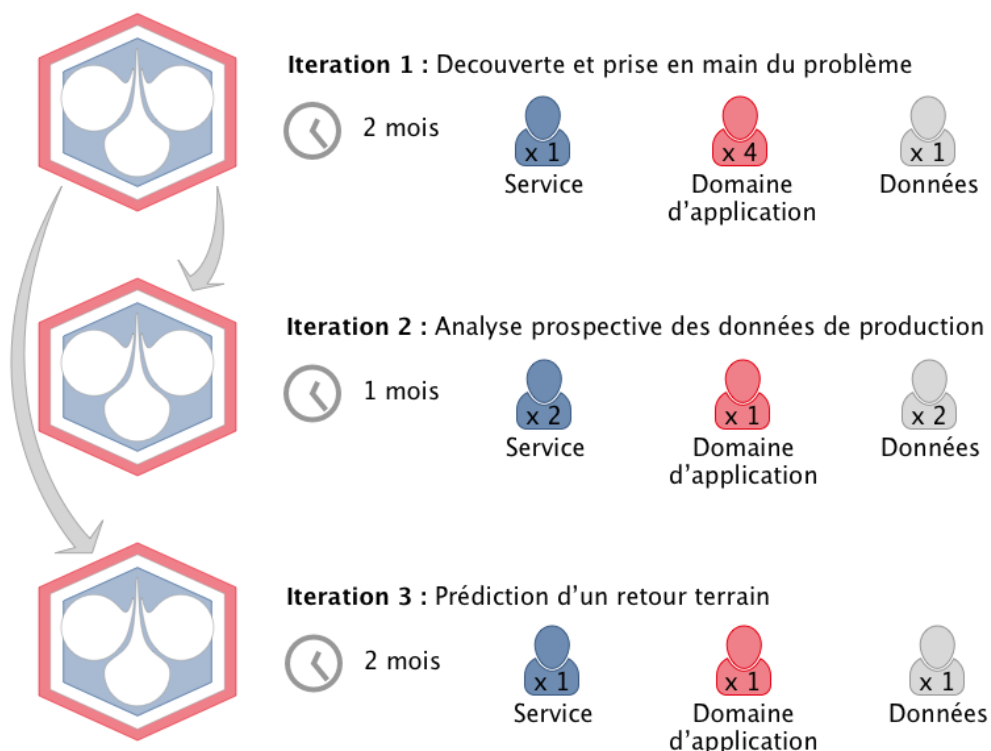 Iteration 1 : Decouverte et prise en main du problème
2 mois
x 1
x 4
x 1
Service
Domaine
d'application
Données
Iteration 2 : Analyse prospective des données de production
1 mois
x 2
x 1
x 2
Service
Domaine
d'application
Données
Iteration 3 : Prédiction d'un retour terrain
2 mois
x 1
x 1
x 1
Service
Domaine
d'application
Données